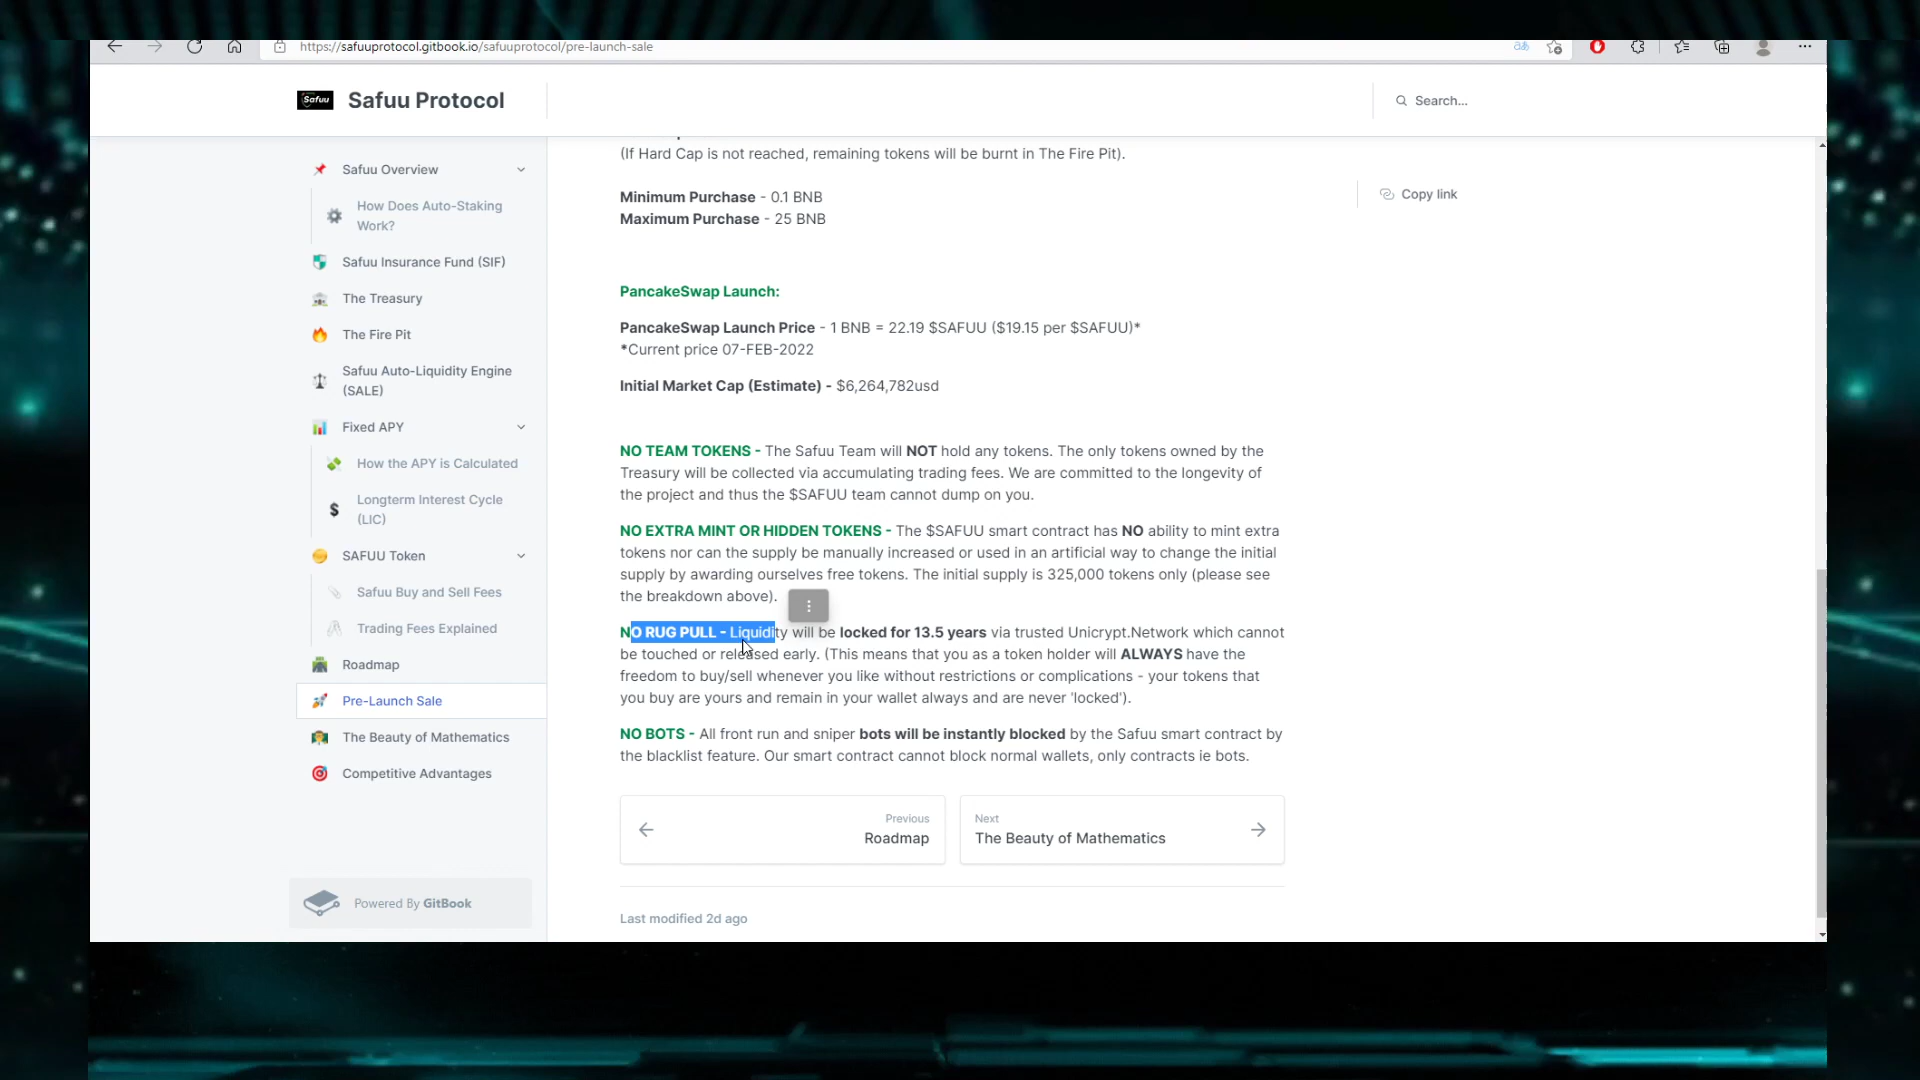 https://safuuprotocol.gitbook.io/safuuprotocol/pre-launch-sale
Safuu
Safuu Protocol
Search...
Safuu Overview
How Does Auto-Staking
Work?
Safuu Insurance Fund (SIF)
The Treasury
The Fire Pit
Safuu Auto-Liquidity Engine
(SALE)
Fixed APY
How the APY is Calculated
Longterm Interest Cycle
(LIC)
SAFUU Token
Safuu Buy and Sell Fees
Trading Fees Explained
Roadmap
Pre-Launch Sale
The Beauty of Mathematics
Competitive Advantages
Powered By GitBook
(If Hard Cap is not reached, remaining tokens will be burnt in The Fire Pit).
Minimum Purchase - 0.1 BNB
Maximum Purchase - 25 BNB
PancakeSwap Launch:
PancakeSwap Launch Price - 1 BNB = 22.19 $SAFUU ($19.15 per $SAFUU)*
*Current price 07-FEB-2022
Initial Market Cap (Estimate) - $6,264,782usd
NO TEAM TOKENS - The Safuu Team will NOT hold any tokens. The only tokens owned by the
Treasury will be collected via accumulating trading fees. We are committed to the longevity of
the project and thus the $SAFUU team cannot dump on you.
NO EXTRA MINT OR HIDDEN TOKENS - The $SAFUU smart contract has NO ability to mint extra
tokens nor can the supply be manually increased or used in an artificial way to change the initial
supply by awarding ourselves free tokens. The initial supply is 325,000 tokens only (please see
the breakdown above).
NO RUG PULL - Liquidity will be locked for 13.5 years via trusted Unicrypt.Network which cannot
be touched or released early. (This means that you as a token holder will ALWAYS have the
freedom to buy/sell whenever you like without restrictions or complications - your tokens that
you buy are yours and remain in your wallet always and are never 'locked').
NO BOTS - All front run and sniper bots will be instantly blocked by the Safuu smart contract by
the blacklist feature. Our smart contract cannot block normal wallets, only contracts ie bots.
Previous
Roadmap
Next
The Beauty of Mathematics
Last modified 2d ago
Copy link